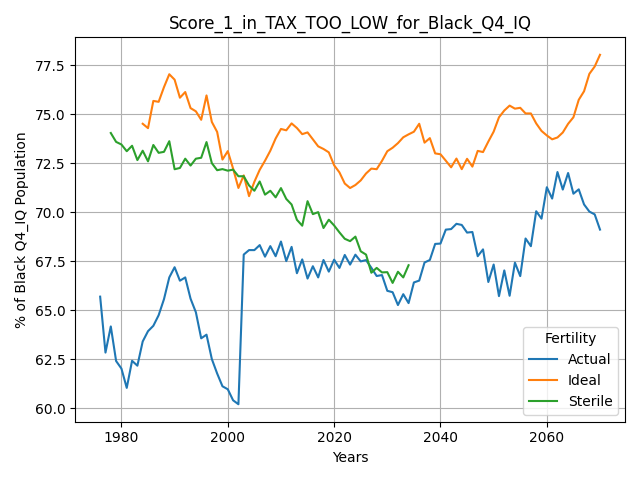 Score_1_in_TAX_TOO_LOW_for_Black_Q4_IQ
% of Black Q4_IQ Population
77.5
75.0
72.5
70.0
67.5
65.0
62.5
60.0
1980
2000
2020
2040
2060
Years
Fertility
Actual
Ideal
Sterile